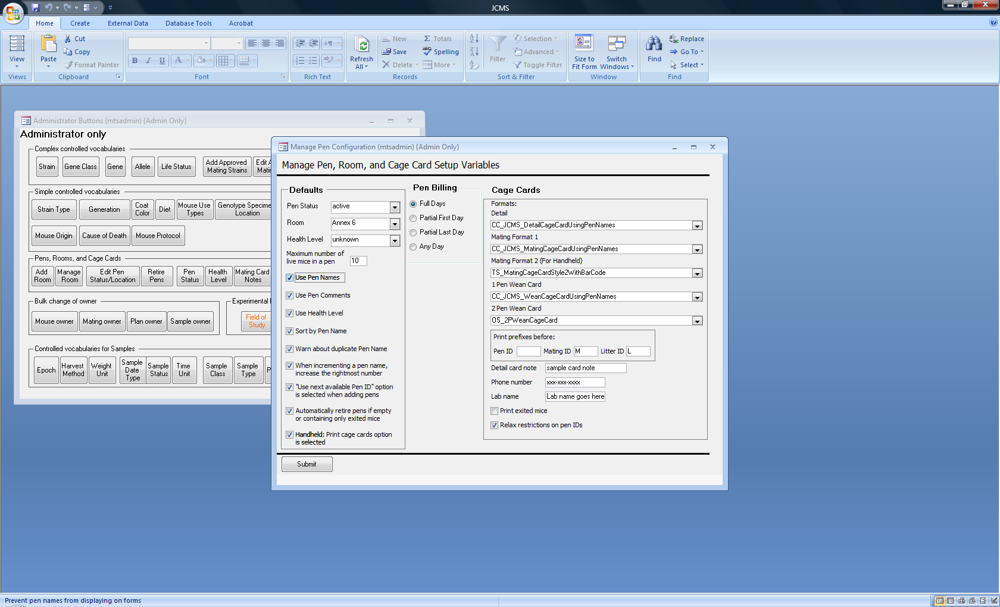 JCMS
Home Create External Data Database Tools Acrobat
View
Views
Paste
Cut
Copy
Format Painter
Clipboard
B I U A
Font
Rich Text
Refresh
All
New
Save
Delete
Totals
Spelling
More
Records
Filter
Selection
Advanced
Toggle Filter
Sort & Filter
Size to
Fit Form
Switch
Windows
Window
Find
Replace
Go To
Select
Find
Administrator Buttons (mtsadmin) {Admin Only}
Administrator only
Complex controlled vocabularies
Strain
Gene Class
Gene
Allele
Life Status
Add Approved
Mating Strains
Simple controlled vocabularies
Strain Type
Generation
Coat
Color
Diet
Mouse Use
Types
Genotype Specime
Location
Mouse Origin
Cause of Death
Mouse Protocol
Pens, Rooms, and Cage Cards
Add
Room
Manage
Room
Edit Pen
Status/Location
Retire
Pens
Pen
Status
Health
Level
Mating Card
Notes
Bulk change of owner
Mouse owner
Mating owner
Plan owner
Sample owner
Experimental
Field of
Study
Controlled vocabularies for Samples
Epoch
Harvest
Method
Weight
Unit
Sample
Date
Type
Sample
Status
Time
Unit
Sample
Class
Sample
Type
Manage Pen Configuration (mtsadmin) {Admin Only}
Manage Pen, Room, and Cage Card Setup Variables
Defaults
Pen Status active
Room Annex 6
Health Level unknown
Maximum number of
live mice in a pen 10
Use Pen Names
Use Pen Comments
Use Health Level
Sort by Pen Name
Warn about duplicate Pen Name
When incrementing a pen name,
increase the rightmost number
"Use next available Pen ID" option
is selected when adding pens
Automatically retire pens if empty
or containing only exited mice
Handheld: Print cage cards option
is selected
Pen Billing
Full Days
Partial First Day
Partial Last Day
Any Day
Cage Cards
Formats:
Detail
CC_JCMS_DetailCageCardUsingPenNames
Mating Format 1
CC_JCMS_MatingCageCardUsingPenNames
Mating Format 2 (For Handheld)
TS_MatingCageCardStyle2WithBarCode
1 Pen Wean Card
CC_JCMS_WeanCageCardUsingPenNames
2 Pen Wean Card
OS_2PWeanCageCard
Print prefixes before:
Pen ID Mating ID M Litter ID L
Detail card note sample card note
Phone number xxx-xxx-xxxx
Lab name Lab name goes here
Print exited mice
Relax restrictions on pen IDs
Submit
Prevent pen names from displaying on forms